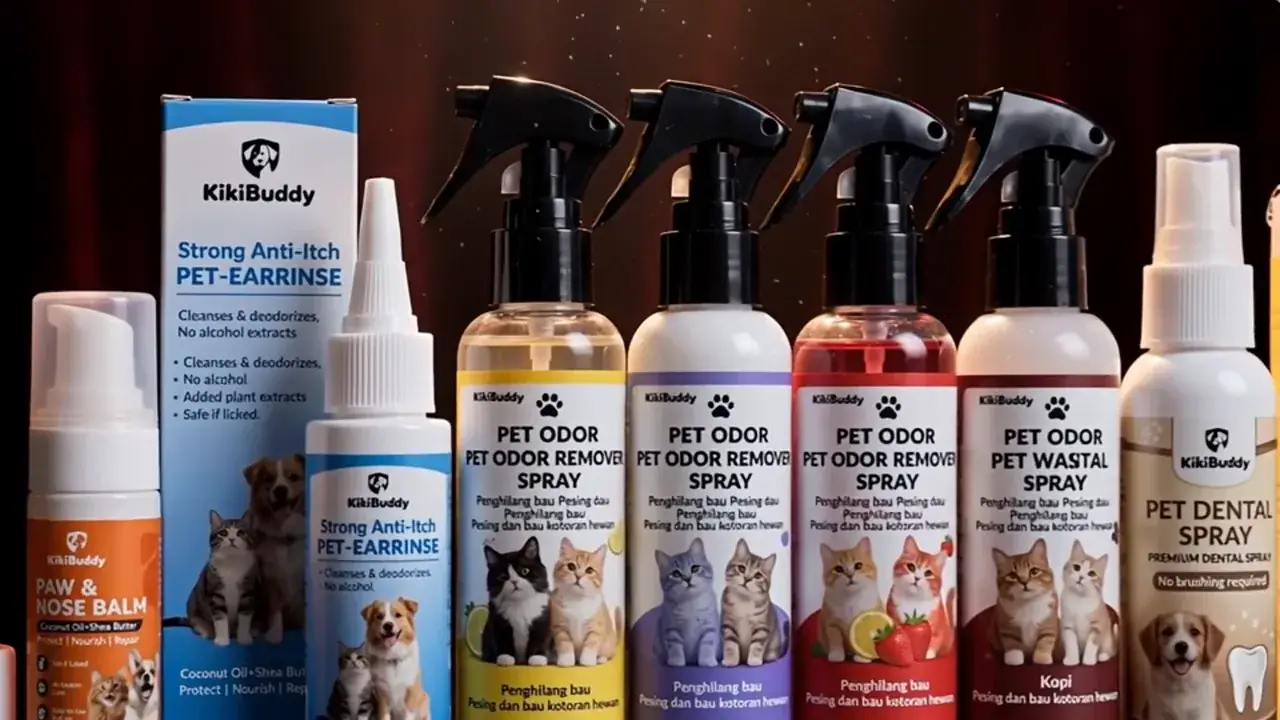 KikiBuddy
PAW &
NOSE BALM
Coconut Oil+Shea Butter
Protect | Nourish | Repair
KikiBuddy
Strong Anti-Itch
PET-EARRINSE
Cleanses & deodorizes,
No alcohol extracts
• Cleanses & deodorizes,
• No alcohol
• Added plant extracts
• Safe if licked.
Coconut Oil+Shea But
Protect | Nourish | Rep
KikiBuddy
Strong Anti-Itch
PET-EARRINSE
• Cleanses & deodorizes,
No alcohol.
KikiBuddy
PET ODOR
PET ODOR REMOVER
SPRAY
Penghilang bau Pesing dau
Penghilang bau
Pesing dan bau kotoran hewan
Penghilang bau
Pesing dan bau kotoran hewan
KikiBuddy
PET ODOR
PET ODOR REMOVER
SPRAY
Penghilang bau Pesing dau
Penghilang bau
Pesing dan bau kotoran hewan
Penghilang bau
Pesing dan bau kotoran hewan
KikiBuddy
PET ODOR
PET ODOR REMOVER
SPRAY
Penghilang bau Pesing dau
Penghilang bau
Pesing dan bau kotoran hewan
Penghilang bau
Pesing dan bau kotoran hewan
KikiBuddy
PET ODOR
PET WASTAL
SPRAY
Penghilang bau Pesing dau
Penghilang bau
Pesing dan bau kotoran hewan
Kopi
Pesing dan bau kotoran hewan
KikiBuddy
PET DENTAL
SPRAY
PREMIUM DENTAL SPRAY
No brushing required